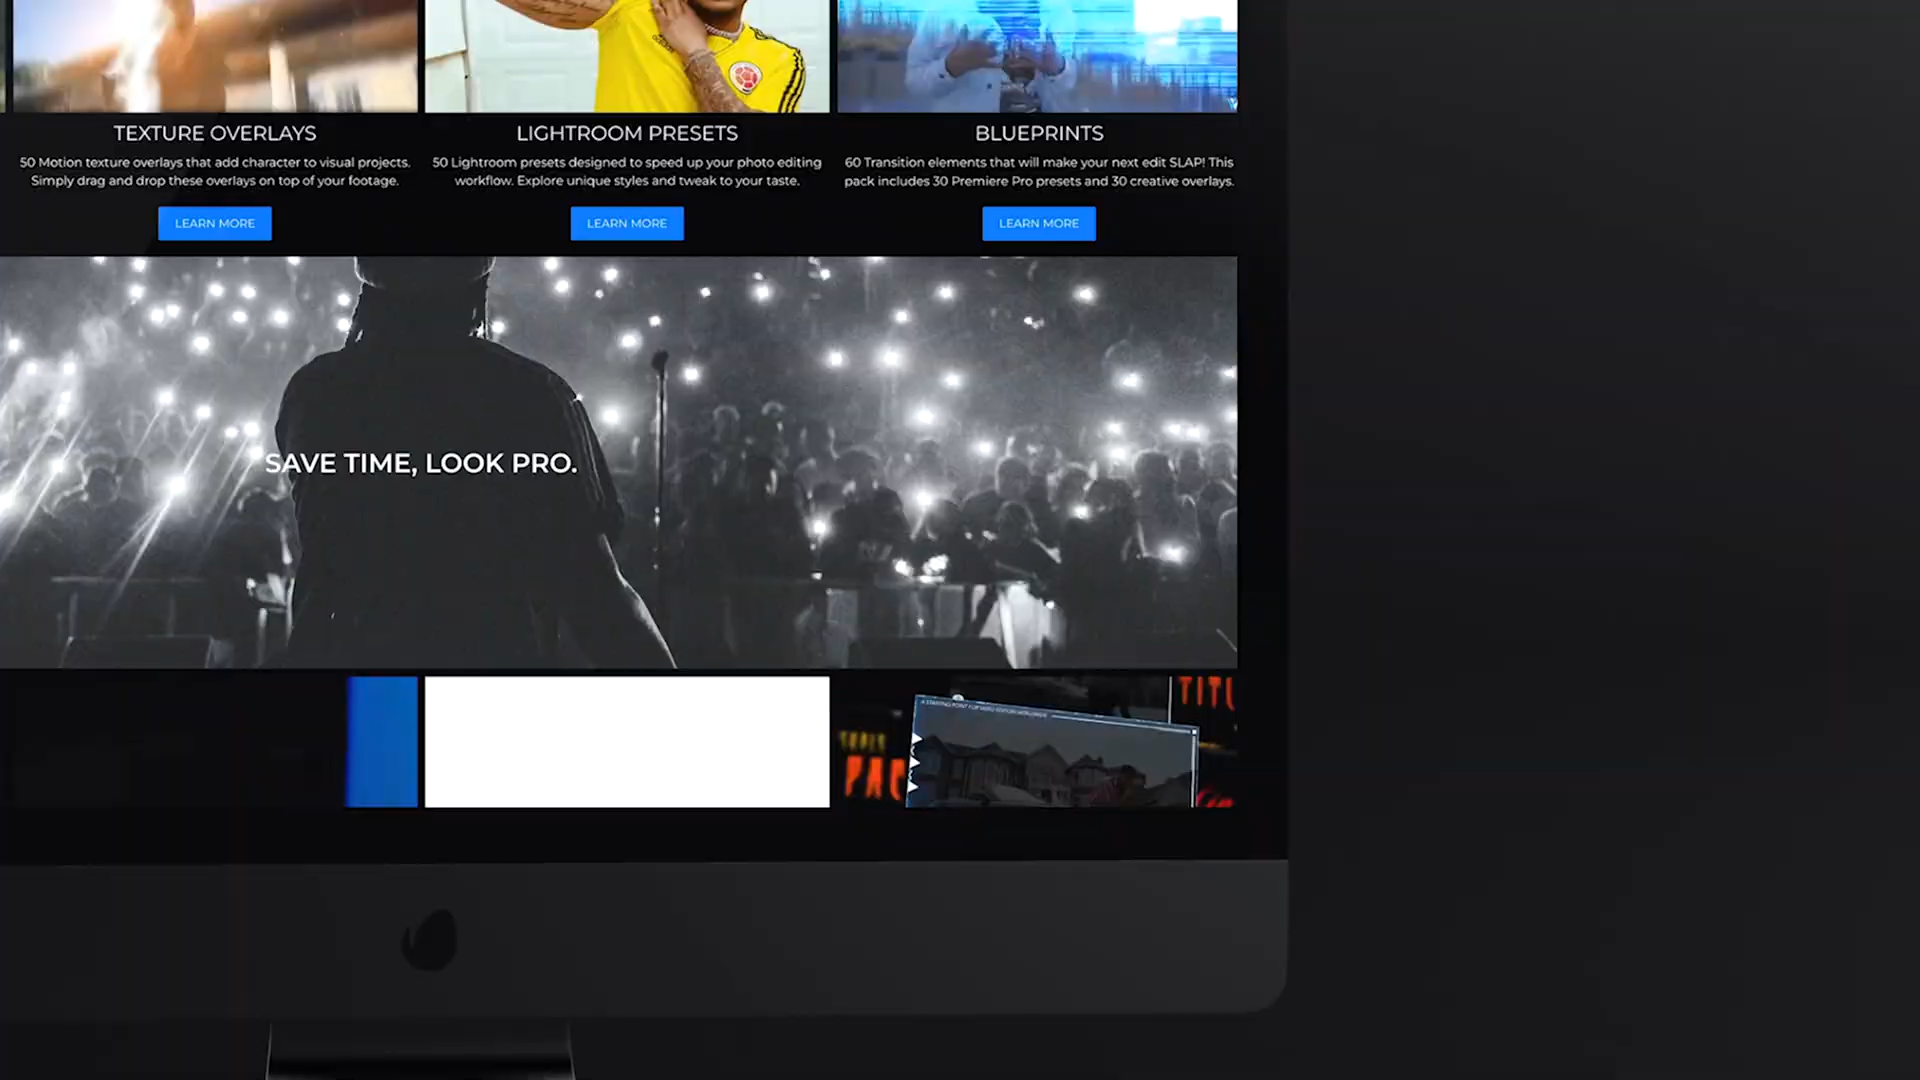 TEXTURE OVERLAYS
50 Motion texture overlays that add character to visual projects.
Simply drag and drop these overlays on top of your footage.
LEARN MORE
LIGHTROOM PRESETS
50 Lightroom presets designed to speed up your photo editing
workflow. Explore unique styles and tweak to your taste.
LEARN MORE
BLUEPRINTS
60 Transition elements that will make your next edit SLAP! This
pack includes 30 Premiere Pro presets and 30 creative overlays.
LEARN MORE
SAVE TIME, LOOK PRO.